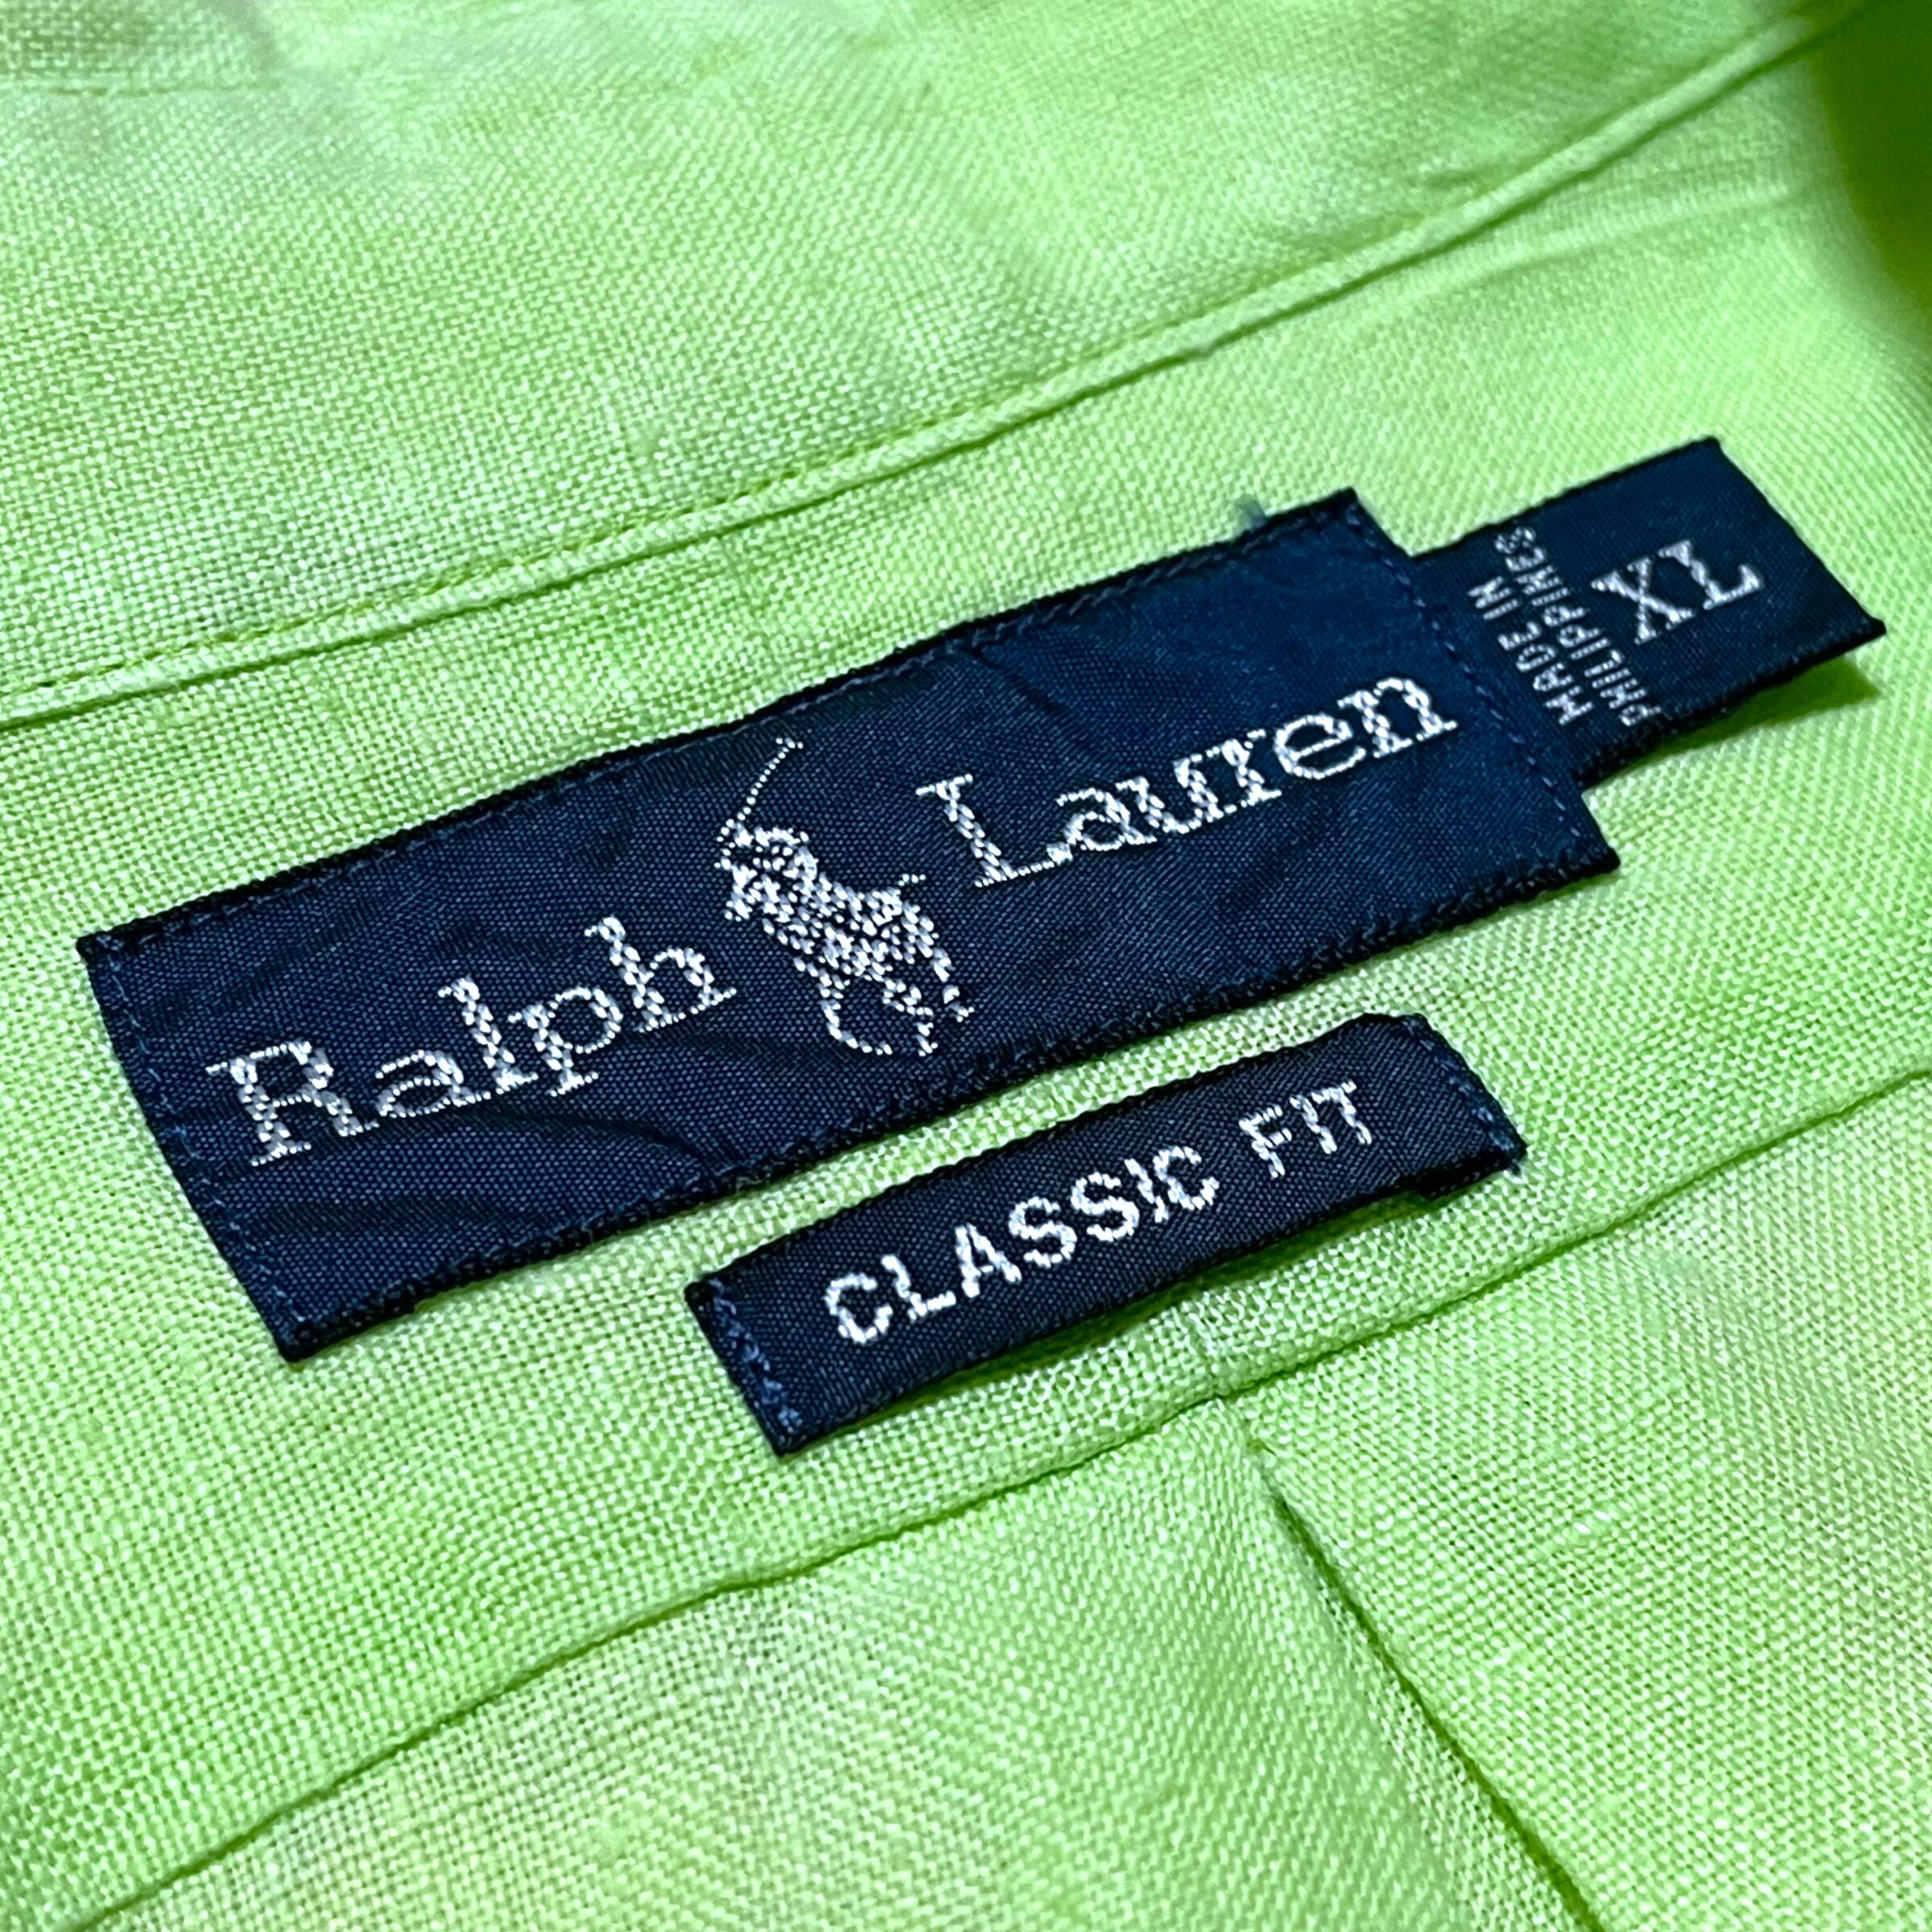 Ralph Lauren
XL
MADE IN
PHILIPPINES
CLASSIC FIT